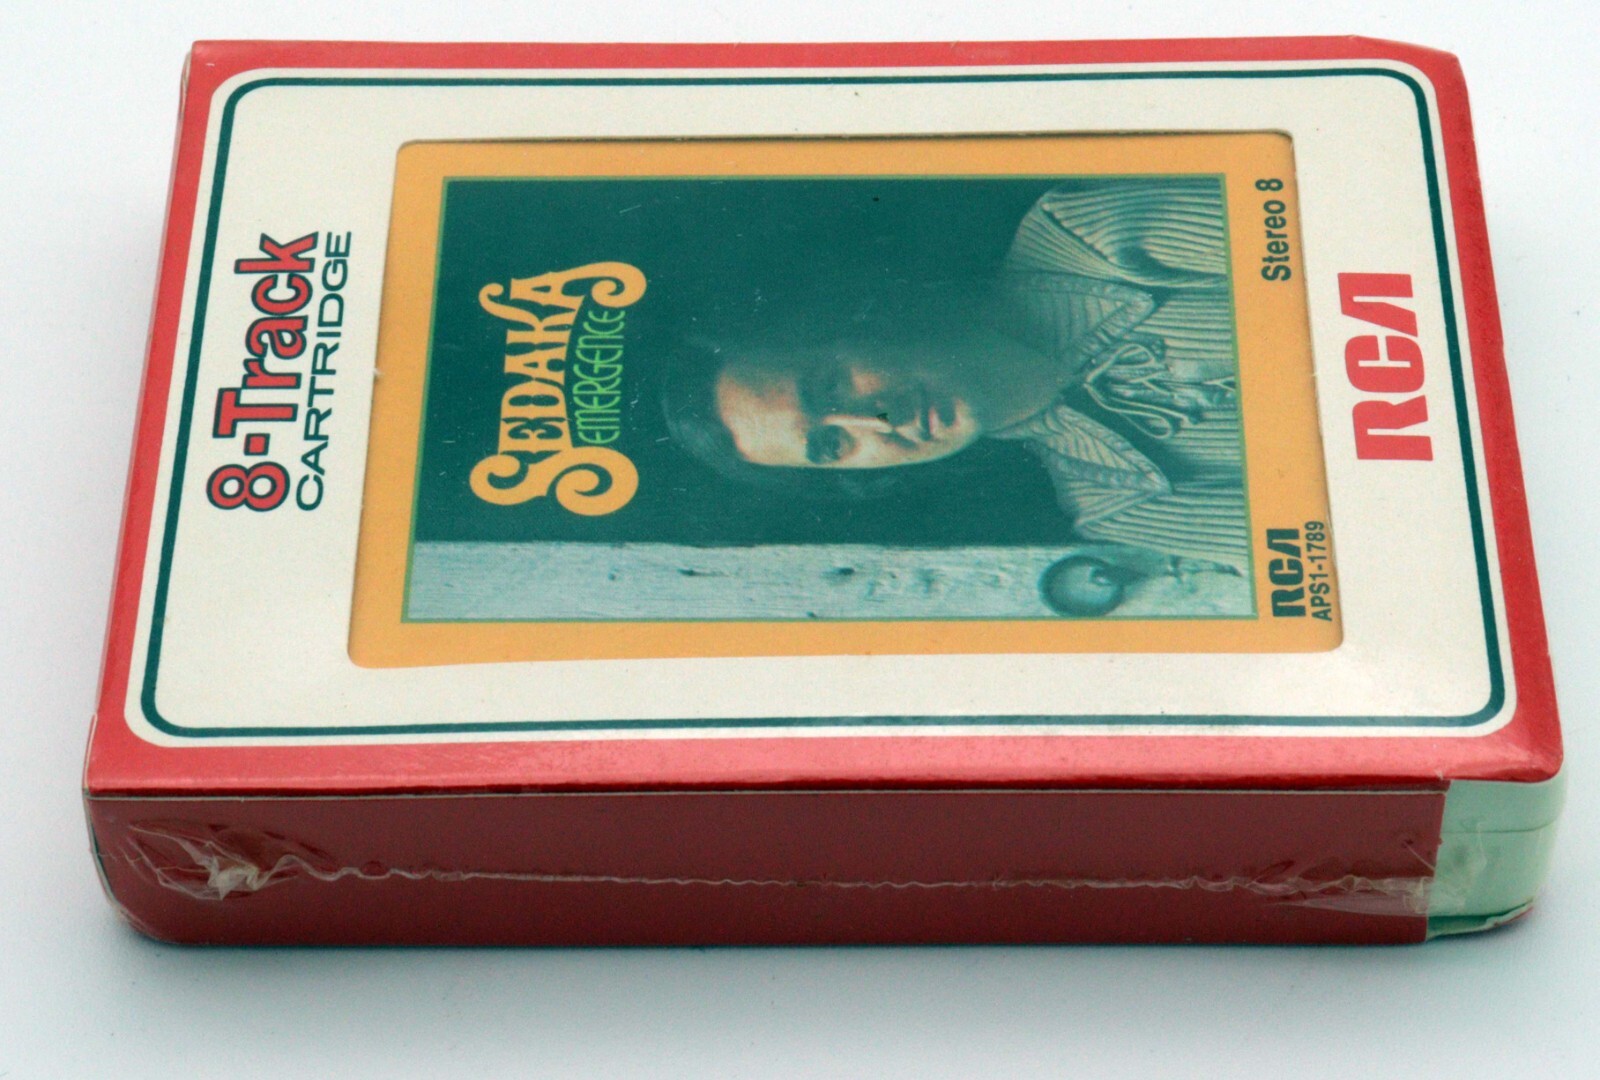 8-Track
CARTRIDGE
SEDAKA
EMERGENCE
RCA
APS1-1789
Stereo 8
RCA